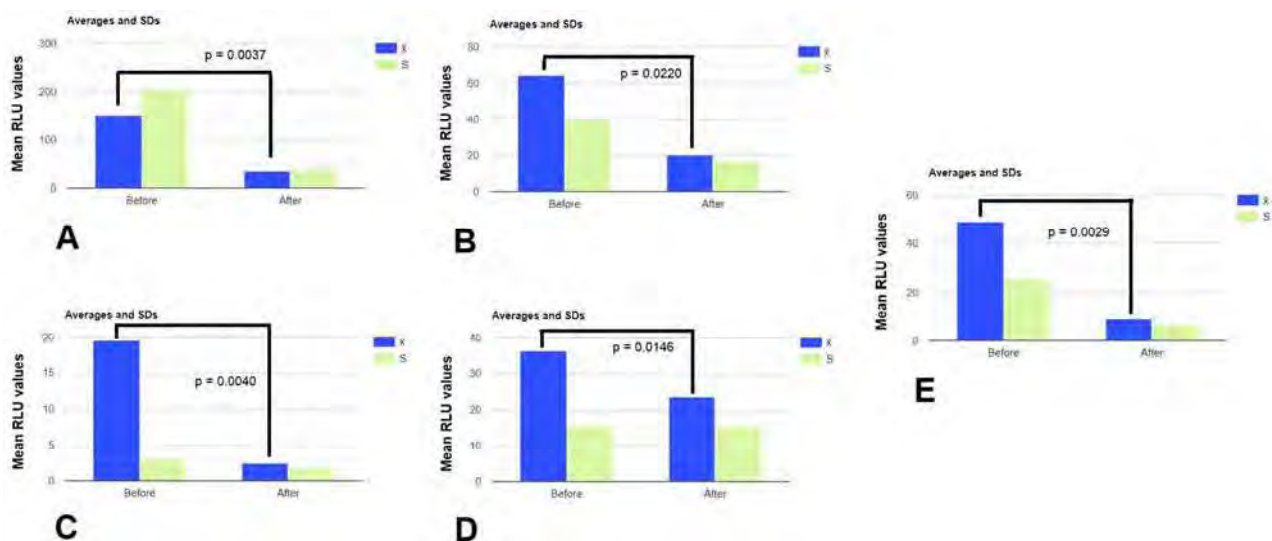 Averages and SDs
300
200
100
0
Mean RLU values
p = 0.0037
x̄
S
Before
After
A
Averages and SDs
80
60
40
20
0
Mean RLU values
p = 0.0220
x̄
S
Before
After
B
Averages and SDs
20
15
10
5
0
Mean RLU values
p = 0.0040
x̄
S
Before
After
C
Averages and SDs
40
30
20
10
0
Mean RLU values
p = 0.0146
x̄
S
Before
After
D
Averages and SDs
60
40
20
0
Mean RLU values
p = 0.0029
x̄
S
Before
After
E